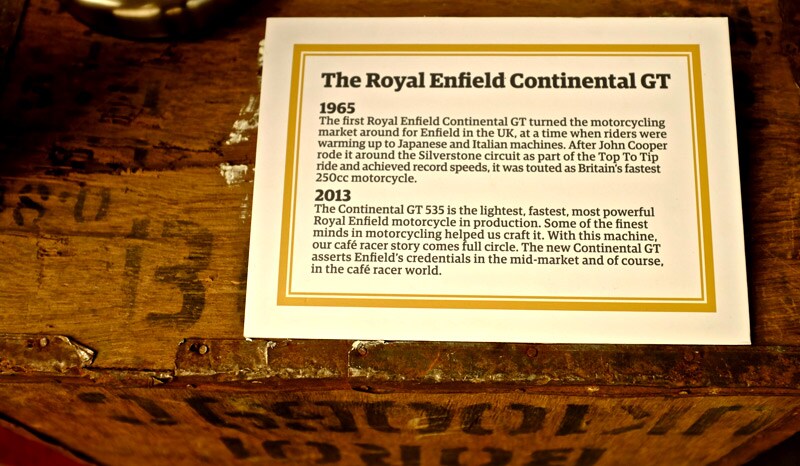 The Royal Enfield Continental GT
1965
The first Royal Enfield Continental GT turned the motorcycling
market around for Enfield in the UK, at a time when riders were
warming up to Japanese and Italian machines. After John Cooper
rode it around the Silverstone circuit as part of the Top To Tip
ride and achieved record speeds, it was touted as Britain's fastest
250cc motorcycle.
2013
The Continental GT 535 is the lightest, fastest, most powerful
Royal Enfield motorcycle in production. Some of the finest
minds in motorcycling helped us craft it. With this machine,
our café racer story comes full circle. The new Continental GT
asserts Enfield's credentials in the mid-market and of course,
in the café racer world.
13